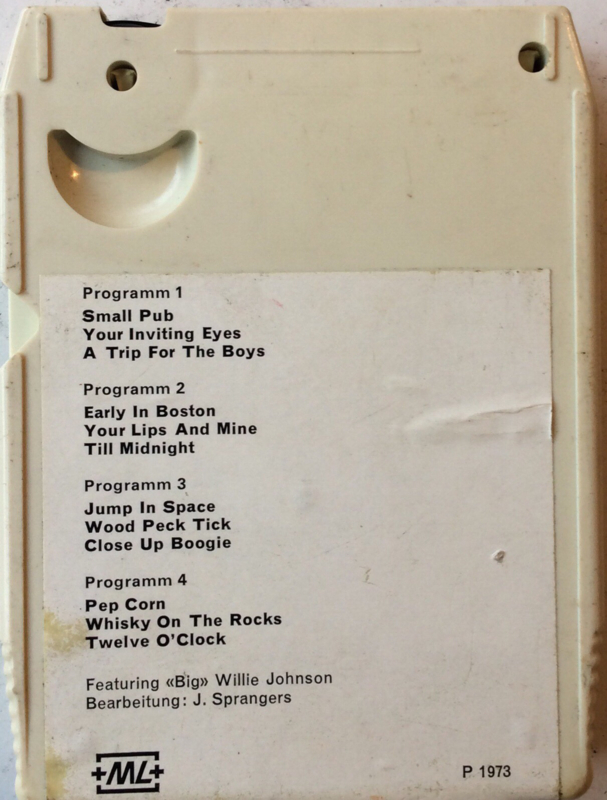 Programm 1
Small Pub
Your Inviting Eyes
A Trip For The Boys
Programm 2
Early In Boston
Your Lips And Mine
Till Midnight
Programm 3
Jump In Space
Wood Peck Tick
Close Up Boogie
Programm 4
Pep Corn
Whisky On The Rocks
Twelve O'Clock
Featuring «Big» Willie Johnson
Bearbeitung: J. Sprangers
+ML+
P 1973